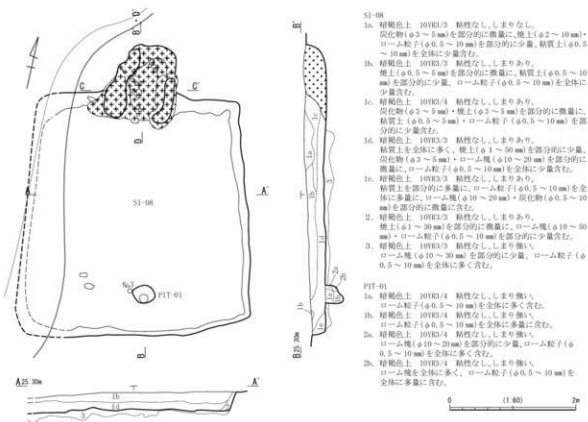 SI-08
1a. 暗褐色土 10YR3/3 粘性なし、しまりなし。
炭化物(φ3～5㎜)を部分的に微量に、焼土(φ2～10㎜)・
ローム粒子(φ0.5～10㎜)を部分的に少量、粘質土(φ0.5
～10㎜)を全体に少量含む。
1b. 暗褐色土 10YR3/3 粘性なし、しまりあり。
焼土(φ0.5～5㎜)を部分的に微量に、粘質土(φ0.5～10
㎜)を部分的に少量、ローム粒子(φ0.5～10㎜)を全体に
少量含む。
1c. 暗褐色土 10YR3/4 粘性なし、しまりあり。
炭化物(φ3～5㎜)・焼土(φ3～5㎜)を部分的に微量に、
粘質土(φ0.5～5㎜)・ローム粒子(φ0.5～10㎜)を部
分的に少量含む。
1d. 暗褐色土 10YR3/3 粘性なし、しまりあり。
粘質土を全体に多く、焼土(φ1～50㎜)を部分的に少量、
炭化物(φ3～5㎜)・ローム塊(φ10～20㎜)を部分的に
微量に、ローム粒子(φ0.5～10㎜)を全体に少量含む。
1e. 暗褐色土 10YR3/3 粘性なし、しまりあり。
粘質土を部分的に多量に、ローム粒子(φ0.5～10㎜)を全
体に多量に、ローム塊(φ10～20㎜)・炭化物(φ0.5～10
㎜)を部分的に微量に含む。
2. 暗褐色土 10YR3/3 粘性なし、しまりあり。
焼土(φ1～30㎜)を部分的に微量に、ローム塊(φ10～50
㎜)・ローム粒子(φ0.5～10㎜)を部分的に少量含む。
3. 暗褐色土 10YR3/3 粘性なし、しまり強い。
ローム塊(φ10～30㎜)を部分的に少量、ローム粒子(φ
0.5～10㎜)を全体に多く含む。
PIT-01
1a. 暗褐色土 10YR3/4 粘性なし、しまり強い。
ローム粒子(φ0.5～10㎜)を全体に多く含む。
1b. 暗褐色土 10YR3/4 粘性なし、しまり強い。
ローム粒子(φ0.5～10㎜)を全体に多量に含む。
2a. 暗褐色土 10YR3/4 粘性なし、しまり強い。
ローム塊(φ10～20㎜)を部分的に少量、ローム粒子(φ
0.5～10㎜)を全体に多く含む。
2b. 暗褐色土 10YR3/4 粘性なし、しまり強い。
ローム塊を全体に多く、ローム粒子(φ0.5～10㎜)を
全体に多量に含む。
0 (1:60) 2m
B・D'
B'
C
C'
D
A
A'
SI-08
No3
PIT-01
B
1c
1a
1b
3
1d
2a
2b
1b
1a
B 25.30m
A 25.30m
A'
1b
1d
3